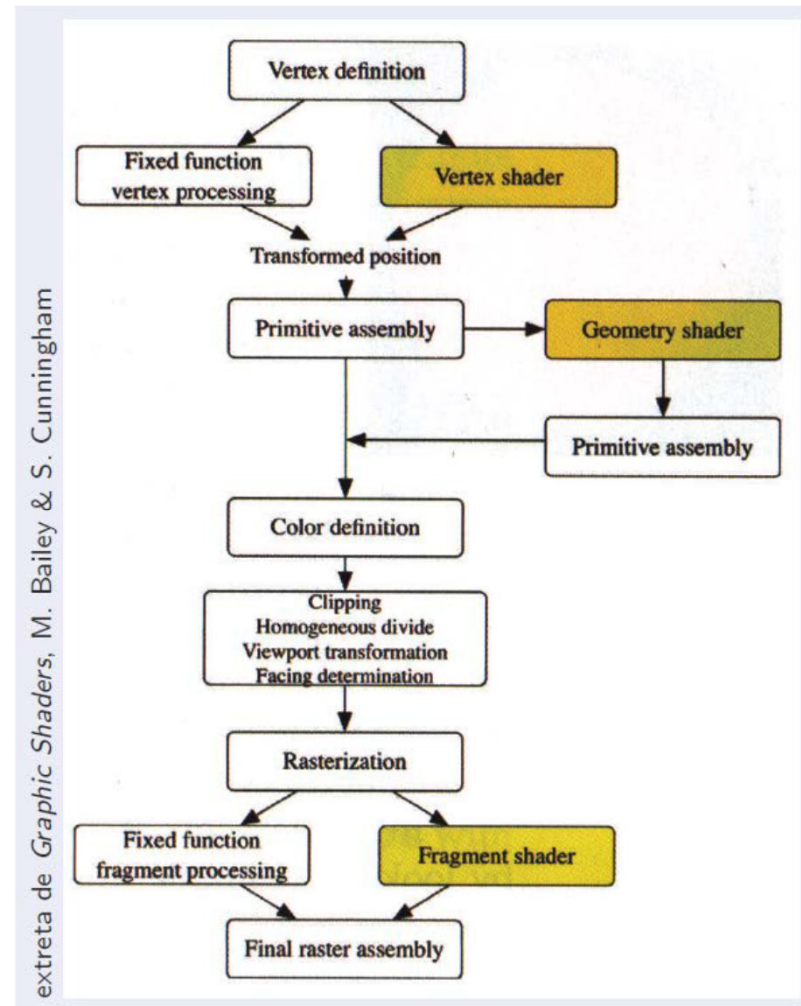 Vertex definition
Fixed function
vertex processing
Vertex shader
Transformed position
Primitive assembly
Geometry shader
Primitive assembly
Color definition
Clipping
Homogeneous divide
Viewport transformation
Facing determination
Rasterization
Fixed function
fragment processing
Fragment shader
Final raster assembly
extreta de Graphic Shaders, M. Bailey & S. Cunningham